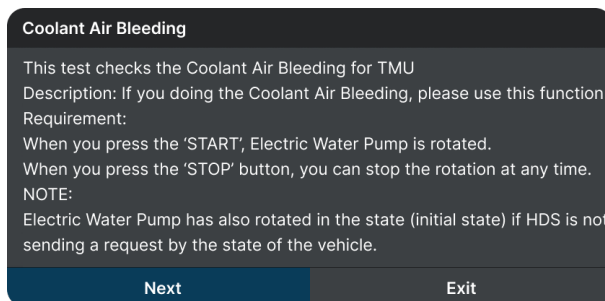 Coolant Air Bleeding
This test checks the Coolant Air Bleeding for TMU
Description: If you doing the Coolant Air Bleeding, please use this function
Requirement:
When you press the ‘START’, Electric Water Pump is rotated.
When you press the ‘STOP’ button, you can stop the rotation at any time.
NOTE:
Electric Water Pump has also rotated in the state (initial state) if HDS is not
sending a request by the state of the vehicle.
Next
Exit